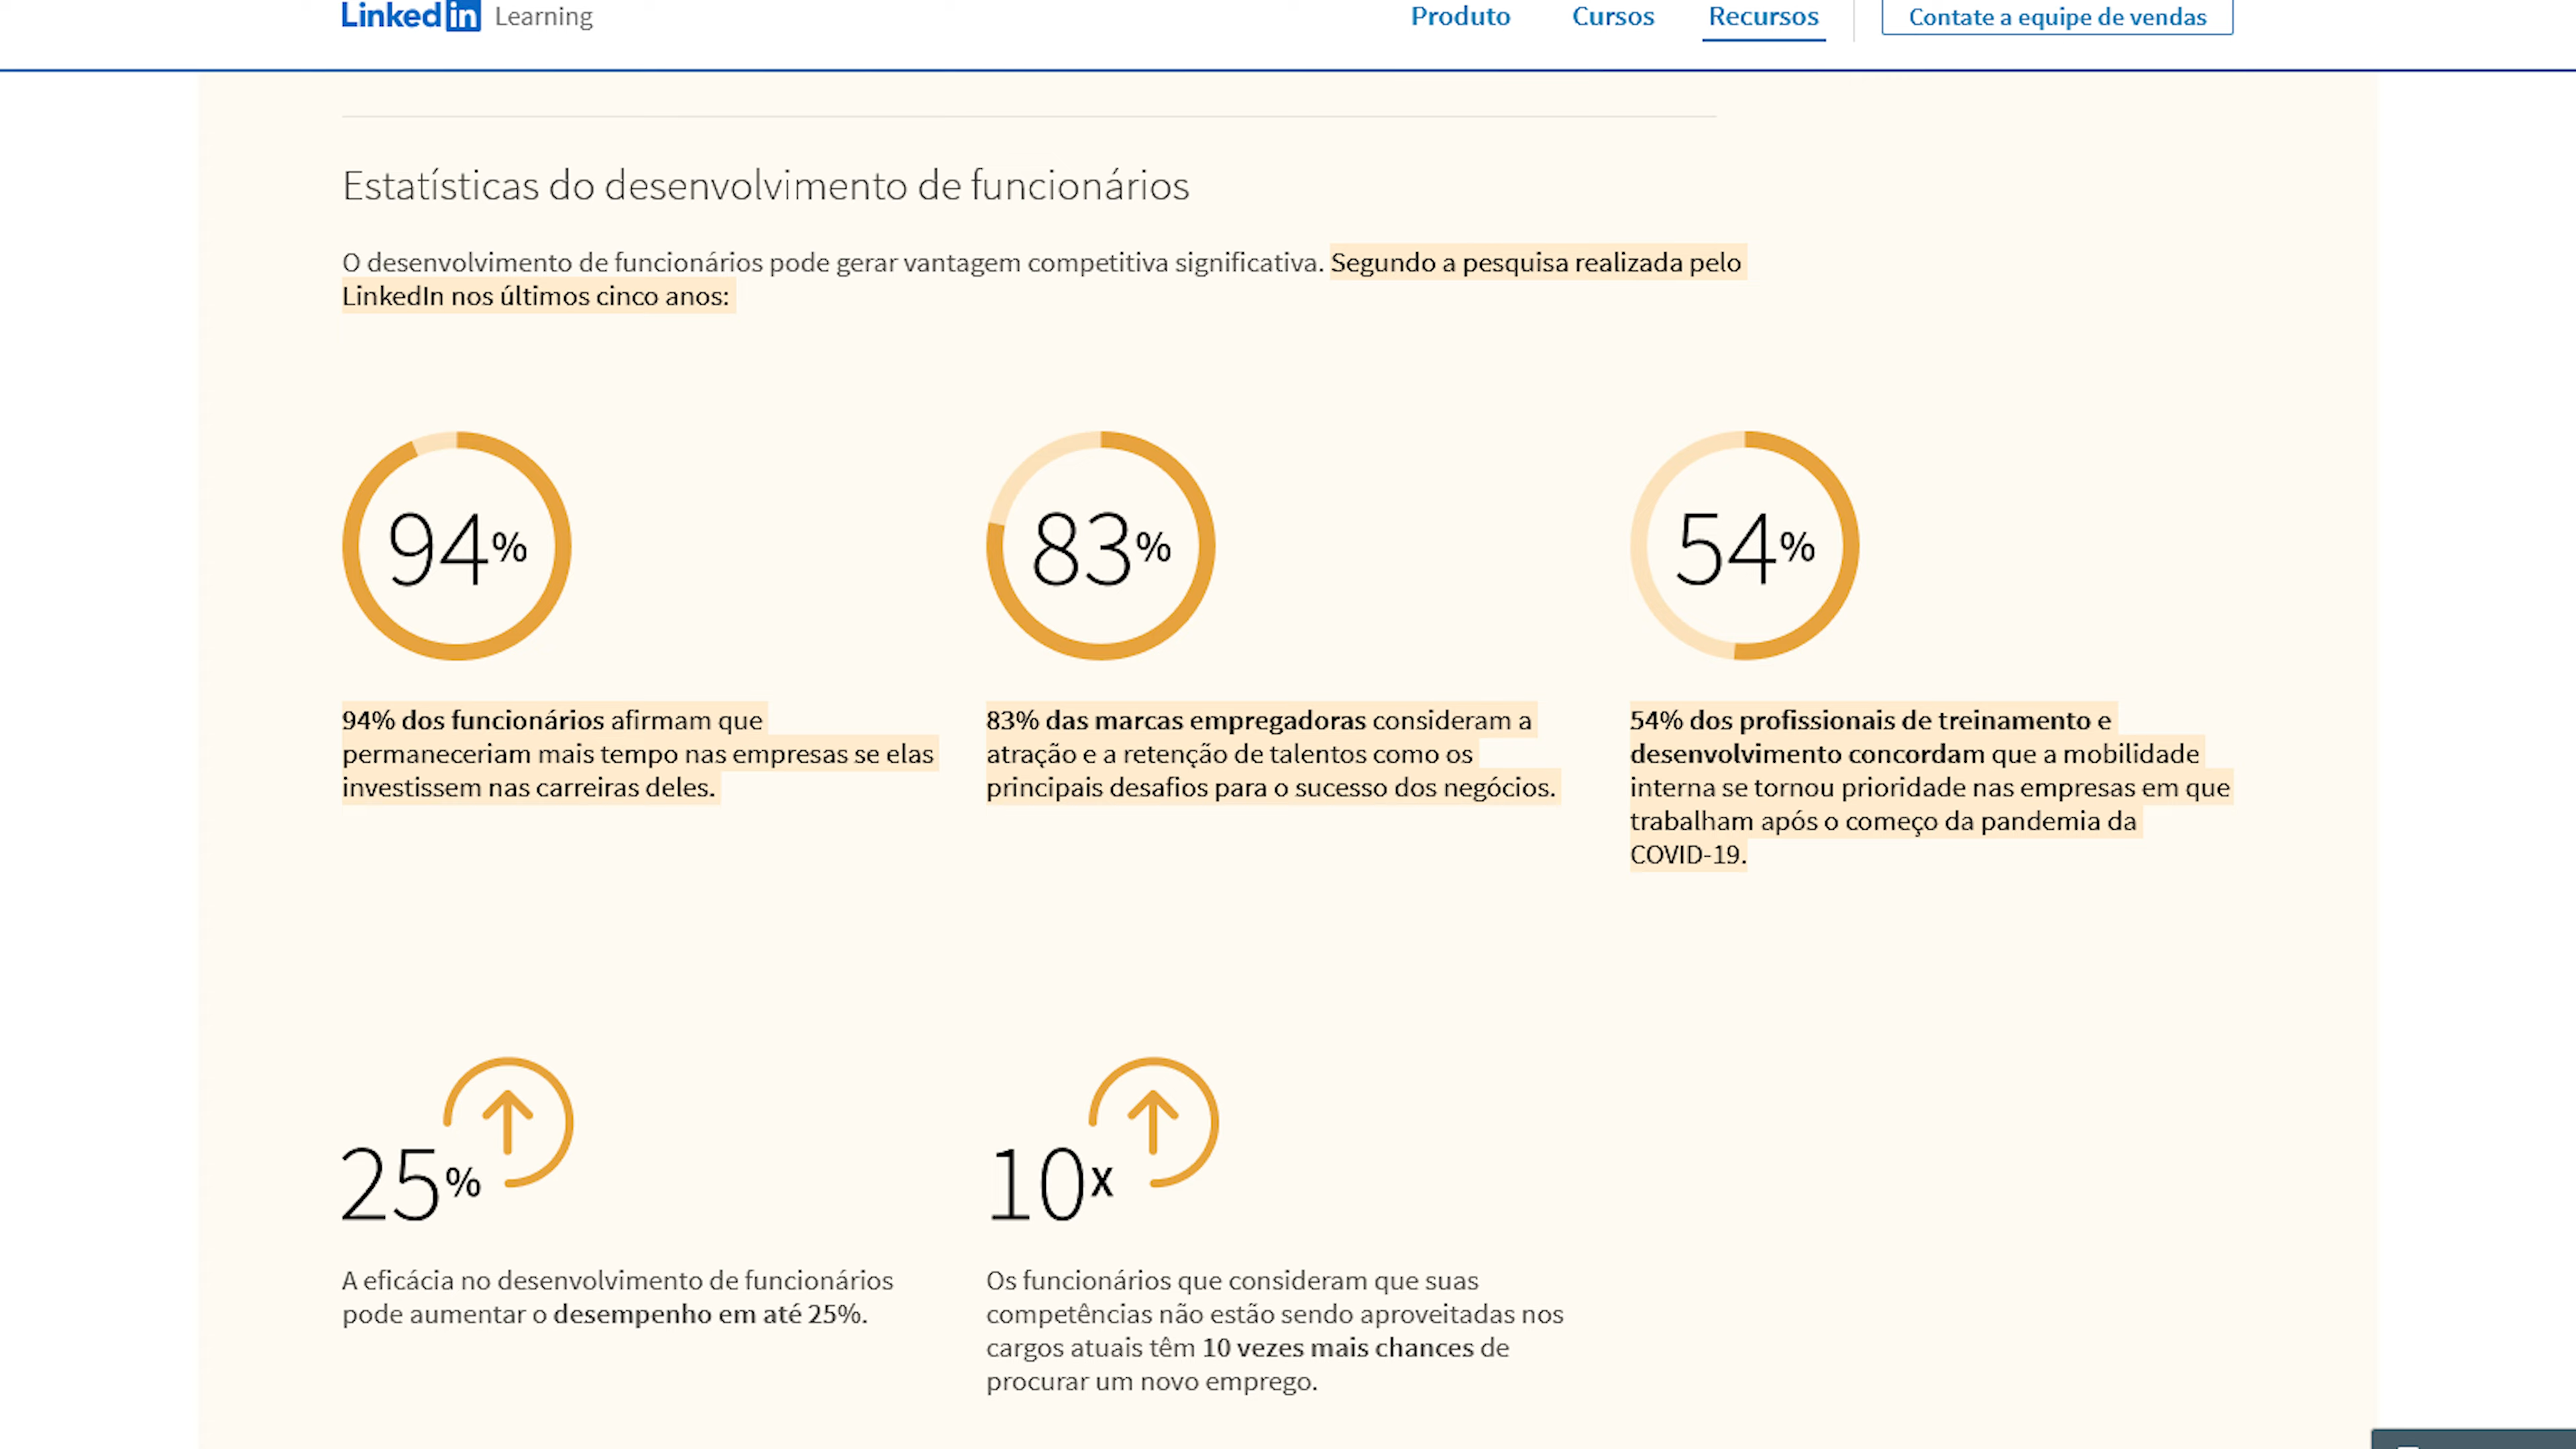 Linkedin Learning
Produto Cursos Recursos Contate a equipe de vendas
Estatísticas do desenvolvimento de funcionários
O desenvolvimento de funcionários pode gerar vantagem competitiva significativa. Segundo a pesquisa realizada pelo
LinkedIn nos últimos cinco anos:
94%
83%
54%
94% dos funcionários afirmam que
permaneceriam mais tempo nas empresas se elas
investissem nas carreiras deles.
83% das marcas empregadoras consideram a
atração e a retenção de talentos como os
principais desafios para o sucesso dos negócios.
54% dos profissionais de treinamento e
desenvolvimento concordam que a mobilidade
interna se tornou prioridade nas empresas em que
trabalham após o começo da pandemia da
COVID-19.
25%
10x
A eficácia no desenvolvimento de funcionários
pode aumentar o desempenho em até 25%.
Os funcionários que consideram que suas
competências não estão sendo aproveitadas nos
cargos atuais têm 10 vezes mais chances de
procurar um novo emprego.